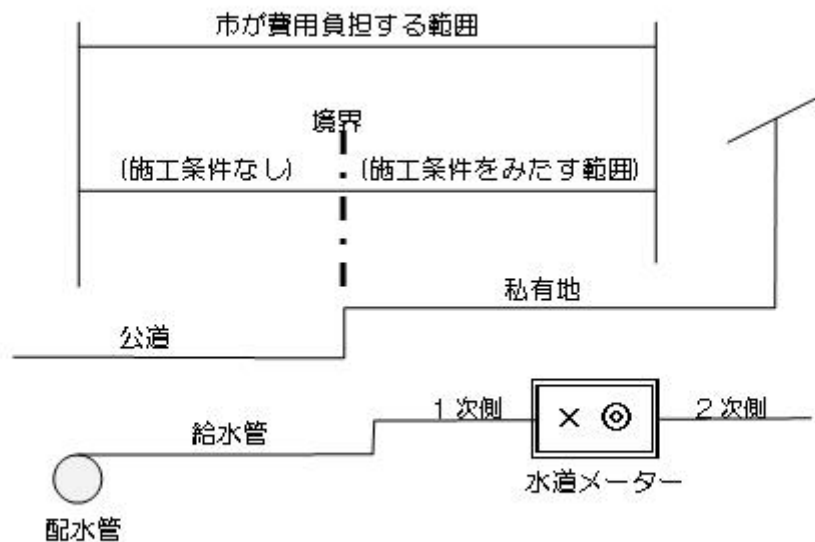 市が費用負担する範囲
境界
(施工条件なし)
(施工条件をみたす範囲)
私有地
公道
1次側
2次側
給水管
水道メーター
配水管